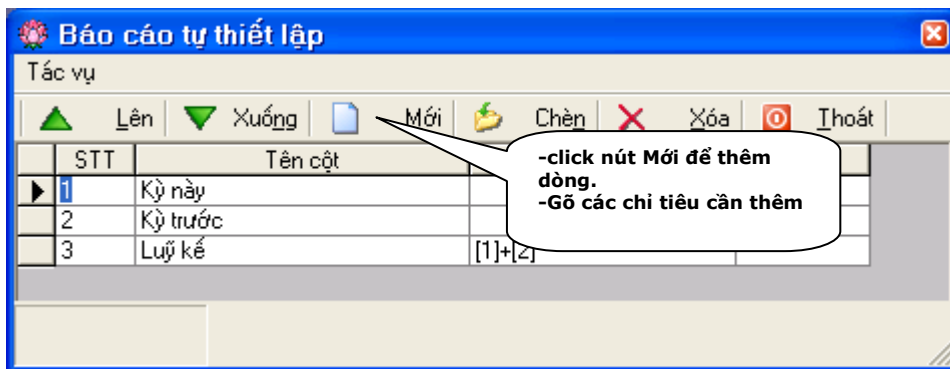 Báo cáo tự thiết lập
Tác vụ
Lên Xuống Mới Chèn Xóa Thoát
STT Tên cột
1 Kỳ này
2 Kỳ trước
3 Luỹ kế [1]+[2]
-click nút Mới để thêm
dòng.
-Gõ các chỉ tiêu cần thêm